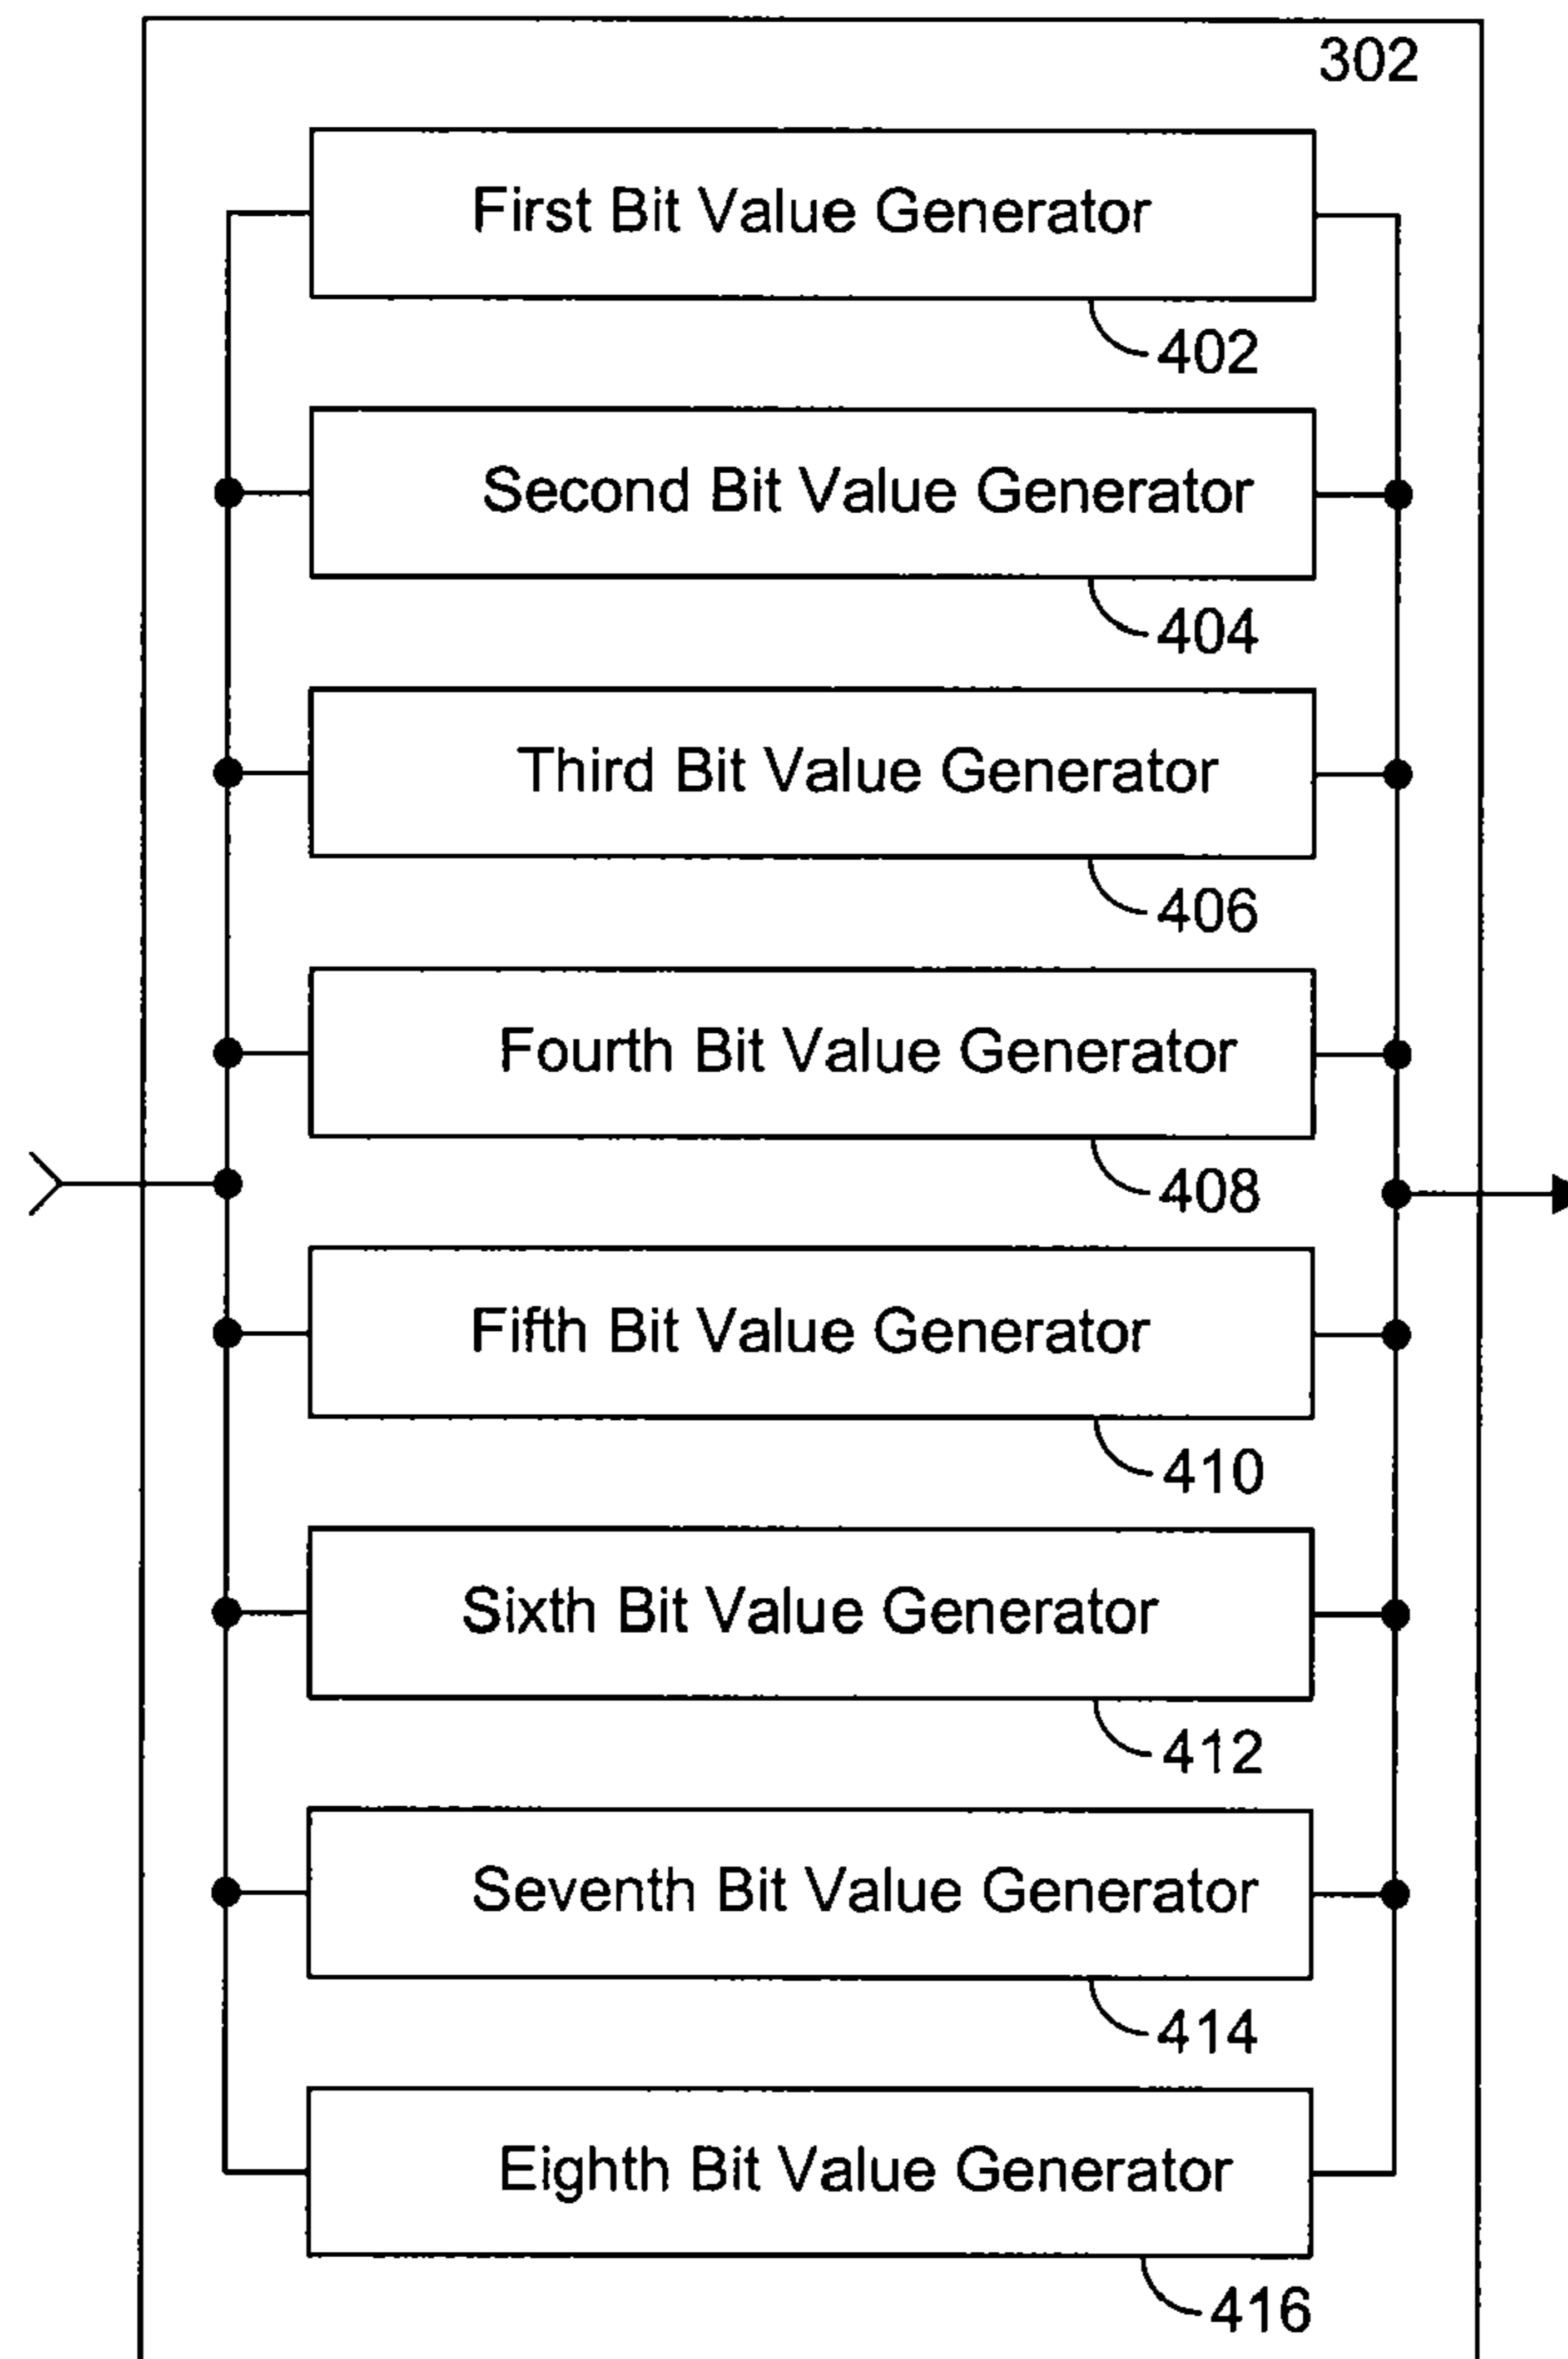 302
First Bit Value Generator
402
Second Bit Value Generator
404
Third Bit Value Generator
406
Fourth Bit Value Generator
408
Fifth Bit Value Generator
410
Sixth Bit Value Generator
412
Seventh Bit Value Generator
414
Eighth Bit Value Generator
416